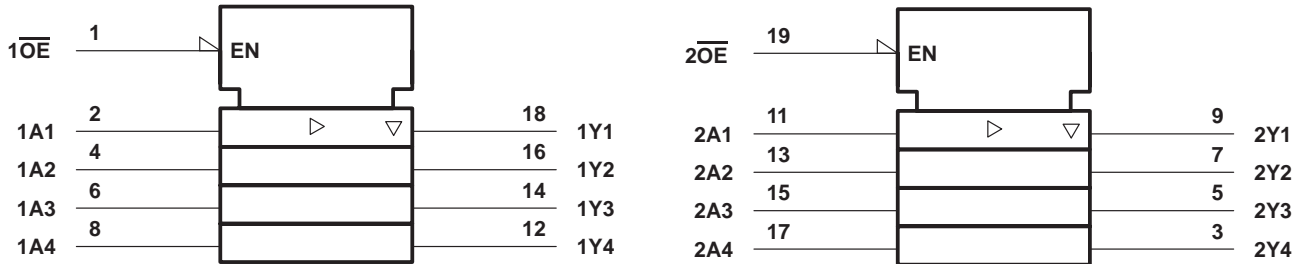 1 1OE EN
2 18
1A1 1Y1
4 16
1A2 1Y2
6 14
1A3 1Y3
8 12
1A4 1Y4
19 2OE EN
11 9
2A1 2Y1
13 7
2A2 2Y2
15 5
2A3 2Y3
17 3
2A4 2Y4